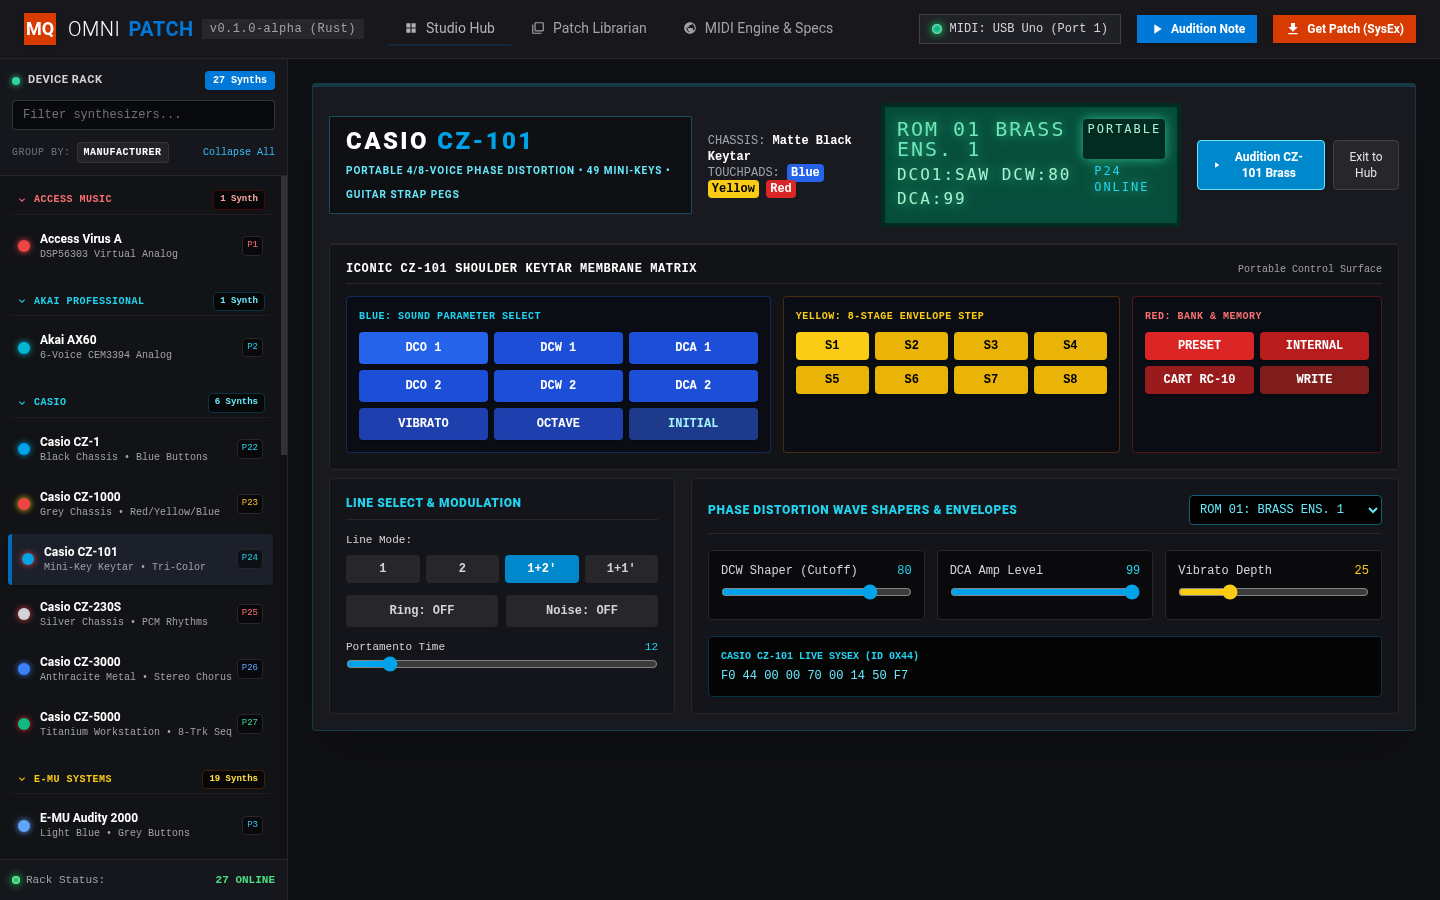 MQ OMNI PATCH v0.1.0-alpha (Rust) Studio Hub Patch Librarian MIDI Engine & Specs MIDI: USB Uno (Port 1) Audition Note Get Patch (SysEx)
DEVICE RACK 27 Synths
Filter synthesizers...
GROUP BY: MANUFACTURER Collapse All
ACCESS MUSIC 1 Synth
Access Virus A
DSP56303 Virtual Analog
P1
AKAI PROFESSIONAL 1 Synth
Akai AX60
6-Voice CEM3394 Analog
P2
CASIO 6 Synths
Casio CZ-1
Black Chassis • Blue Buttons
P22
Casio CZ-1000
Grey Chassis • Red/Yellow/Blue
P23
Casio CZ-101
Mini-Key Keytar • Tri-Color
P24
Casio CZ-230S
Silver Chassis • PCM Rhythms
P25
Casio CZ-3000
Anthracite Metal • Stereo Chorus
P26
Casio CZ-5000
Titanium Workstation • 8-Trk Seq
P27
E-MU SYSTEMS 19 Synths
E-MU Audity 2000
Light Blue • Grey Buttons
P3
Rack Status: 27 ONLINE
CASIO CZ-101
PORTABLE 4/8-VOICE PHASE DISTORTION • 49 MINI-KEYS •
GUITAR STRAP PEGS
CHASSIS: Matte Black
Keytar
TOUCHPADS: Blue
Yellow Red
ROM 01 BRASS
ENS. 1
DCO1:SAW DCW:80
DCA:99
PORTABLE
P24
ONLINE
Audition CZ-
101 Brass
Exit to
Hub
ICONIC CZ-101 SHOULDER KEYTAR MEMBRANE MATRIX Portable Control Surface
BLUE: SOUND PARAMETER SELECT
DCO 1 DCW 1 DCA 1
DCO 2 DCW 2 DCA 2
VIBRATO OCTAVE INITIAL
YELLOW: 8-STAGE ENVELOPE STEP
S1 S2 S3 S4
S5 S6 S7 S8
RED: BANK & MEMORY
PRESET INTERNAL
CART RC-10 WRITE
LINE SELECT & MODULATION
Line Mode:
1 2 1+2' 1+1'
Ring: OFF Noise: OFF
Portamento Time 12
PHASE DISTORTION WAVE SHAPERS & ENVELOPES ROM 01: BRASS ENS. 1
DCW Shaper (Cutoff) 80
DCA Amp Level 99
Vibrato Depth 25
CASIO CZ-101 LIVE SYSEX (ID 0X44)
F0 44 00 00 70 00 14 50 F7